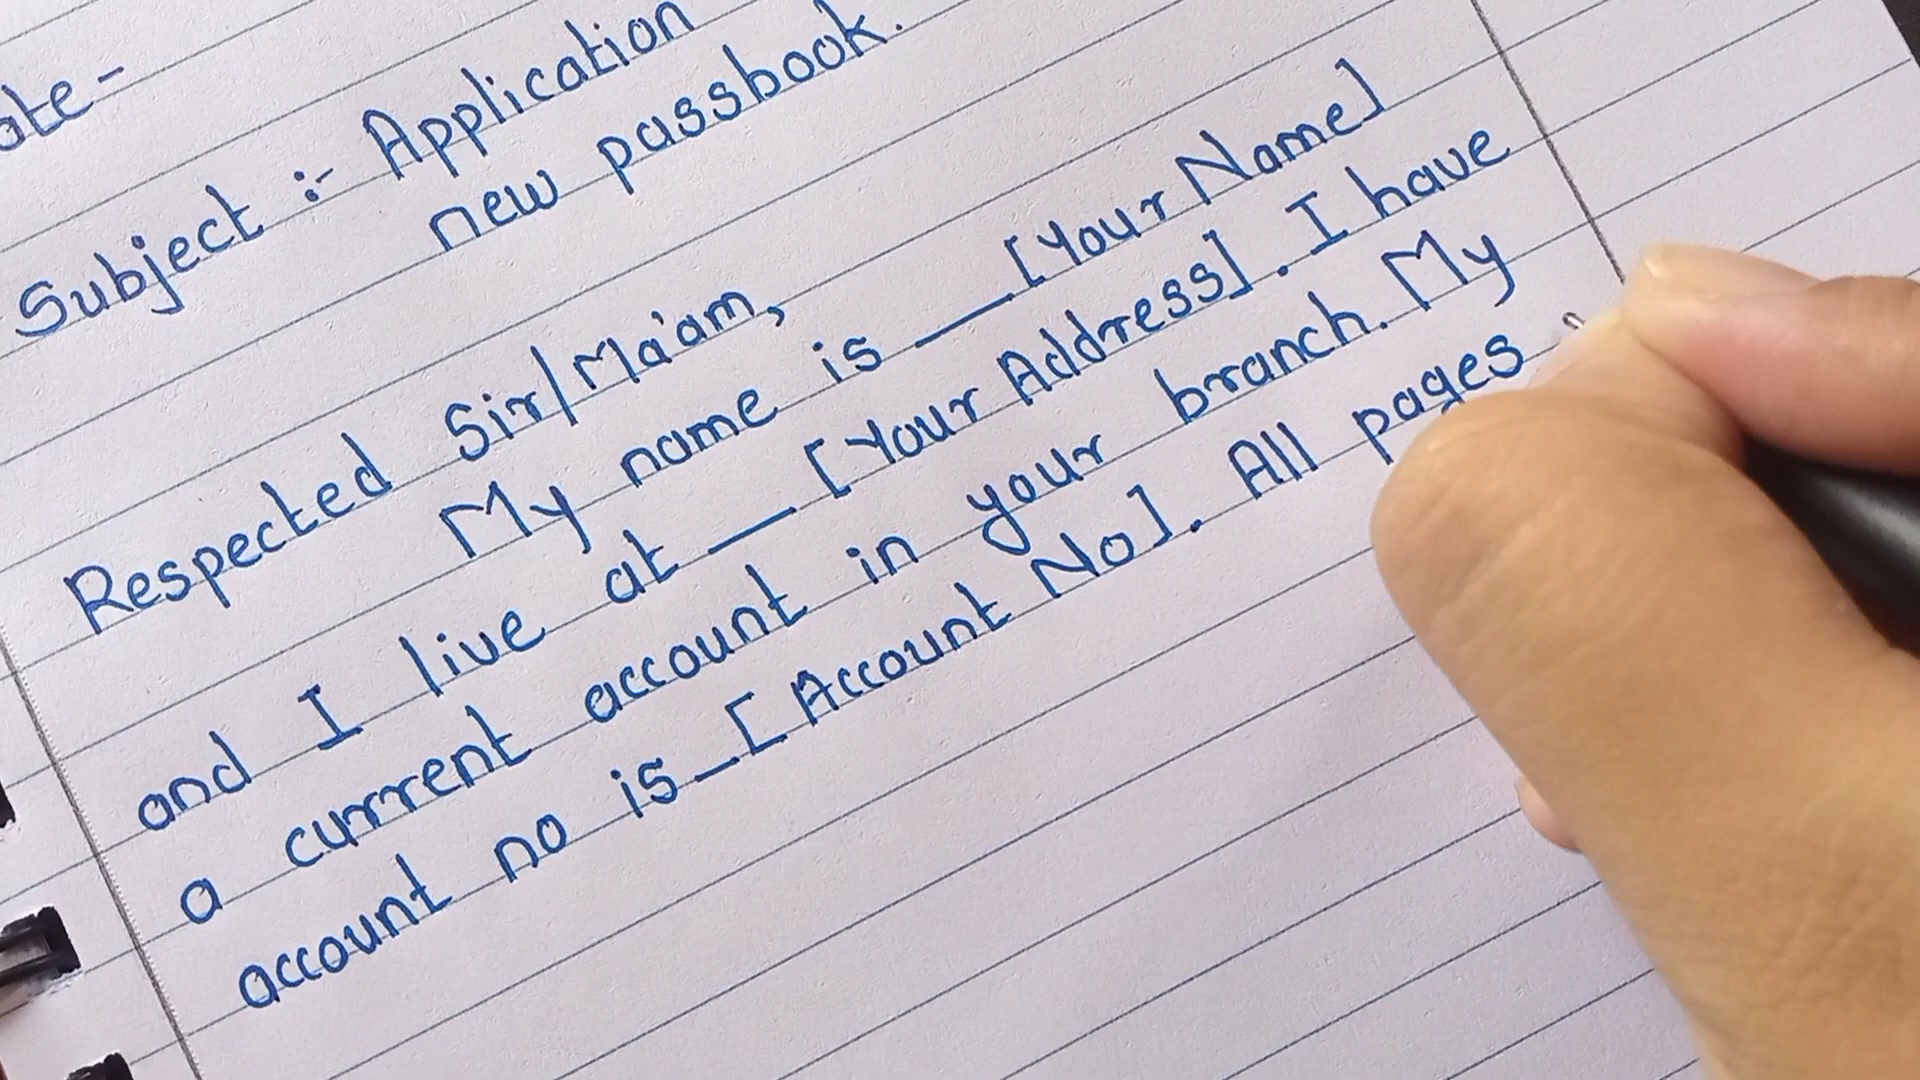 ate-
Subject :- Application
new passbook.
Respected Sir/Ma'am,
My name is ___ [Your Name]
and I live at ___ [Your Address]. I have
a current account in your branch. My
account no is _ [Account No]. All pages